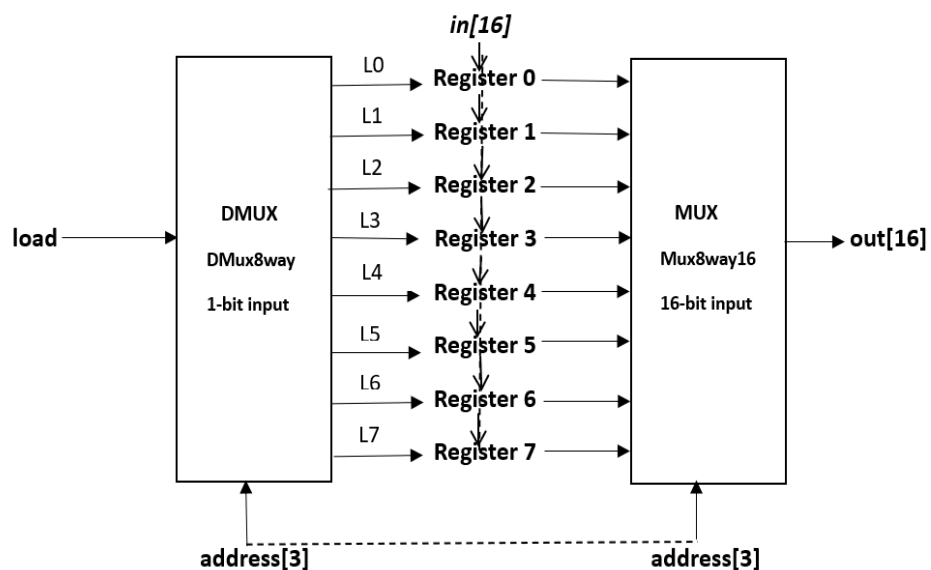 in[16]
L0
Register 0
L1
Register 1
L2
Register 2
L3
Register 3
L4
Register 4
L5
Register 5
L6
Register 6
L7
Register 7
load
DMUX
DMux8way
1-bit input
MUX
Mux8way16
16-bit input
out[16]
address[3]
address[3]